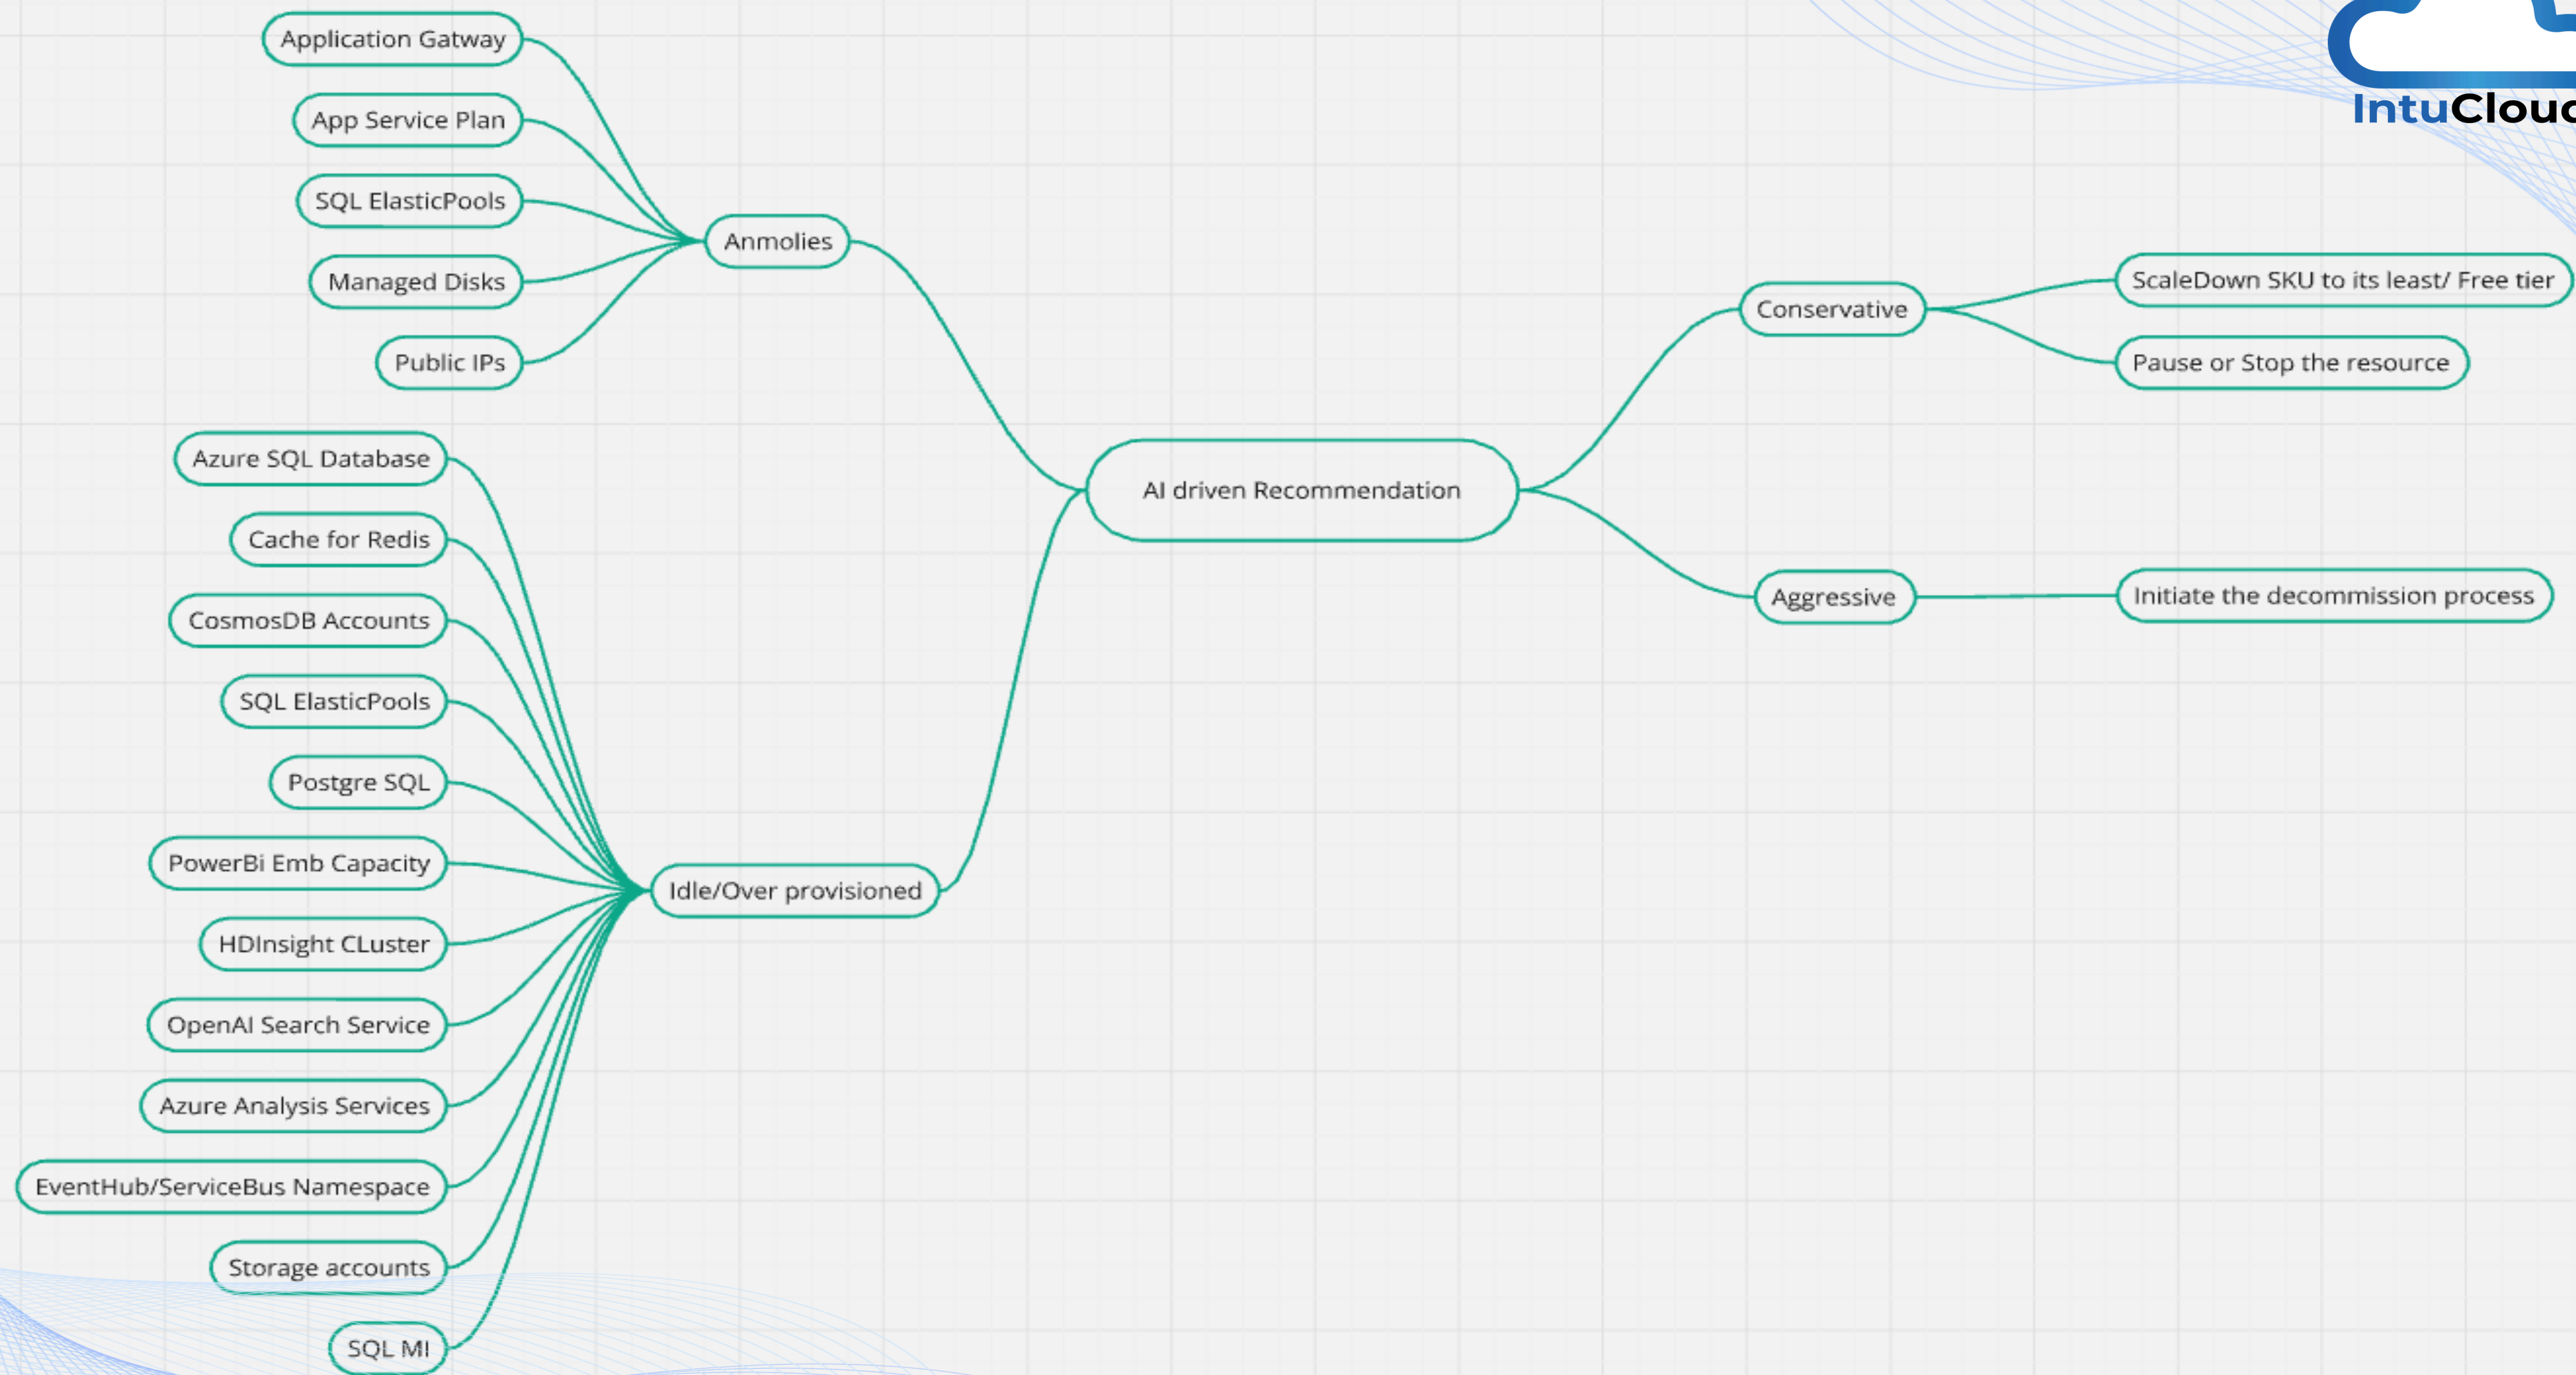 Application Gatway
App Service Plan
SQL ElasticPools
Managed Disks
Public IPs
Anmolies
Azure SQL Database
Cache for Redis
CosmosDB Accounts
SQL ElasticPools
Postgre SQL
PowerBi Emb Capacity
HDInsight CLuster
OpenAI Search Service
Azure Analysis Services
EventHub/ServiceBus Namespace
Storage accounts
SQL MI
Idle/Over provisioned
AI driven Recommendation
Conservative
ScaleDown SKU to its least/ Free tier
Pause or Stop the resource
Aggressive
Initiate the decommission process